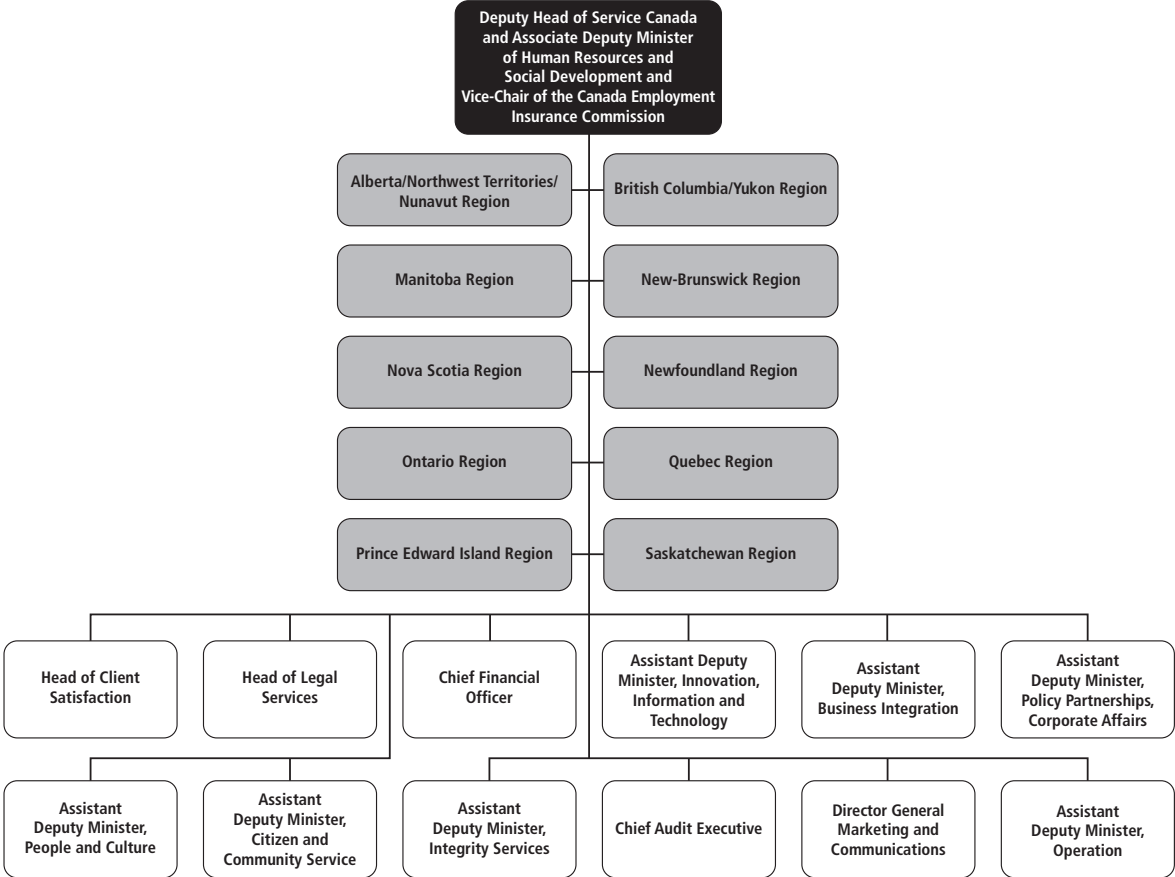 Deputy Head of Service Canada
and Associate Deputy Minister
of Human Resources and
Social Development and
Vice-Chair of the Canada Employment
Insurance Commission
Alberta/Northwest Territories/
Nunavut Region
British Columbia/Yukon Region
Manitoba Region
New-Brunswick Region
Nova Scotia Region
Newfoundland Region
Ontario Region
Quebec Region
Prince Edward Island Region
Saskatchewan Region
Head of Client
Satisfaction
Head of Legal
Services
Chief Financial
Officer
Assistant Deputy
Minister, Innovation,
Information and
Technology
Assistant
Deputy Minister,
Business Integration
Assistant
Deputy Minister,
Policy Partnerships,
Corporate Affairs
Assistant
Deputy Minister,
People and Culture
Assistant
Deputy Minister,
Citizen and
Community Service
Assistant
Deputy Minister,
Integrity Services
Chief Audit Executive
Director General
Marketing and
Communications
Assistant
Deputy Minister,
Operation